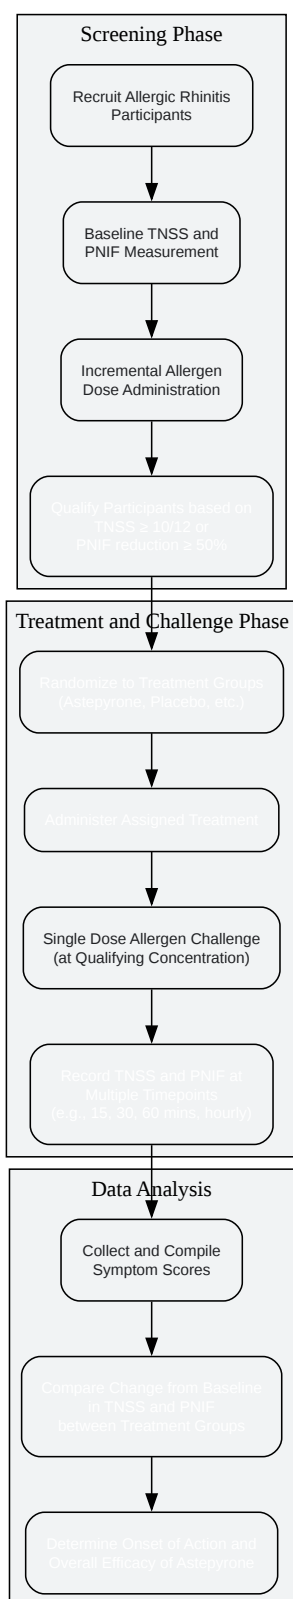 Screening Phase
Recruit Allergic Rhinitis
Participants
Baseline TNSS and
PNIF Measurement
Incremental Allergen
Dose Administration
Qualify Participants based on
TNSS ≥ 10/12 or
PNIF reduction ≥ 50%
Treatment and Challenge Phase
Randomize to Treatment Groups
(Astepyrone, Placebo, etc.)
Administer Assigned Treatment
Single Dose Allergen Challenge
(at Qualifying Concentration)
Record TNSS and PNIF at
Multiple Timepoints
(e.g., 15, 30, 60 mins, hourly)
Data Analysis
Collect and Compile
Symptom Scores
Compare Change from Baseline
in TNSS and PNIF
between Treatment Groups
Determine Onset of Action and
Overall Efficacy of Astepyrone